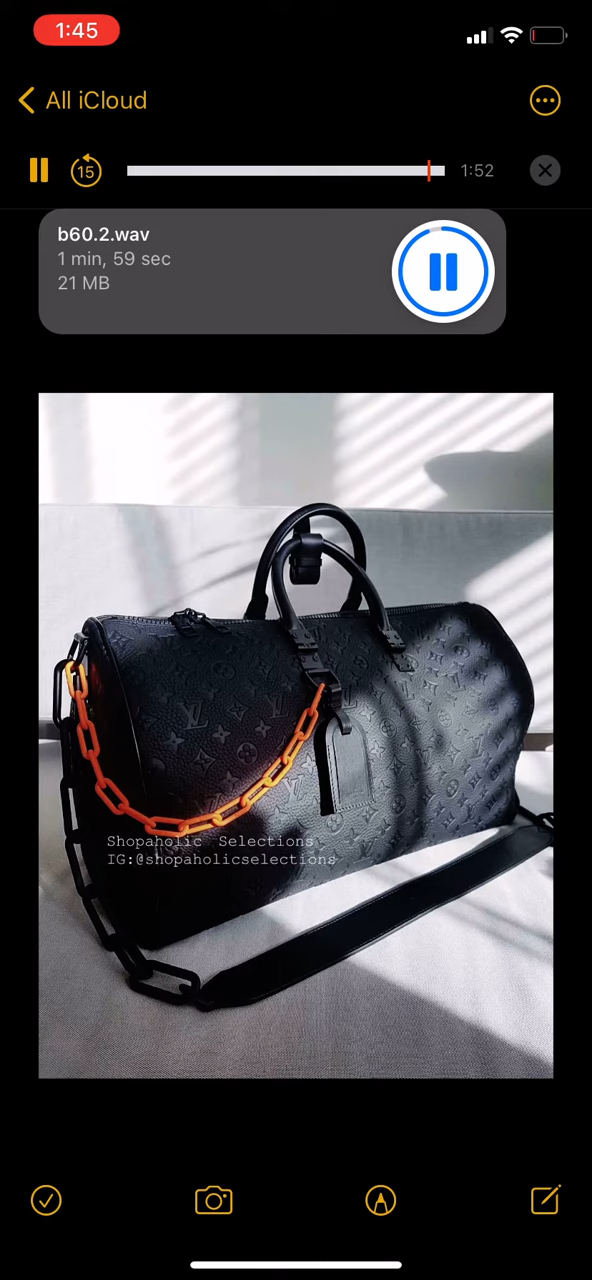 1:45
All iCloud
15
1:52
b60.2.wav
1 min, 59 sec
21 MB
Shopaholic Selections
IG:@shopaholicselections